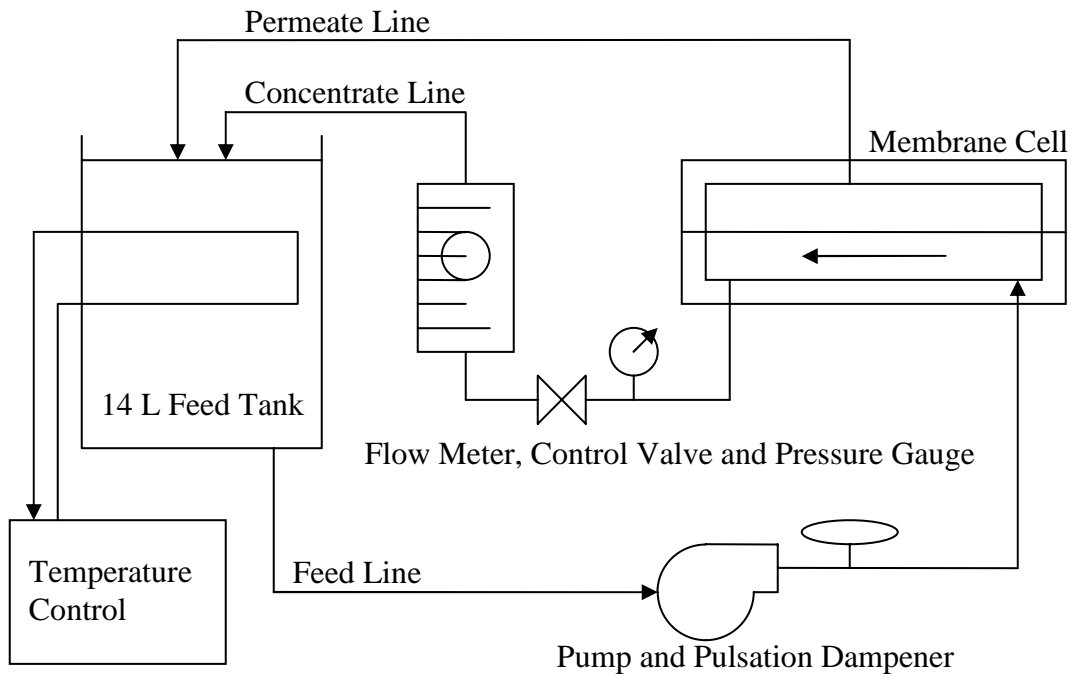 Permeate Line
Concentrate Line
Membrane Cell
14 L Feed Tank
Flow Meter, Control Valve and Pressure Gauge
Temperature
Control
Feed Line
Pump and Pulsation Dampener